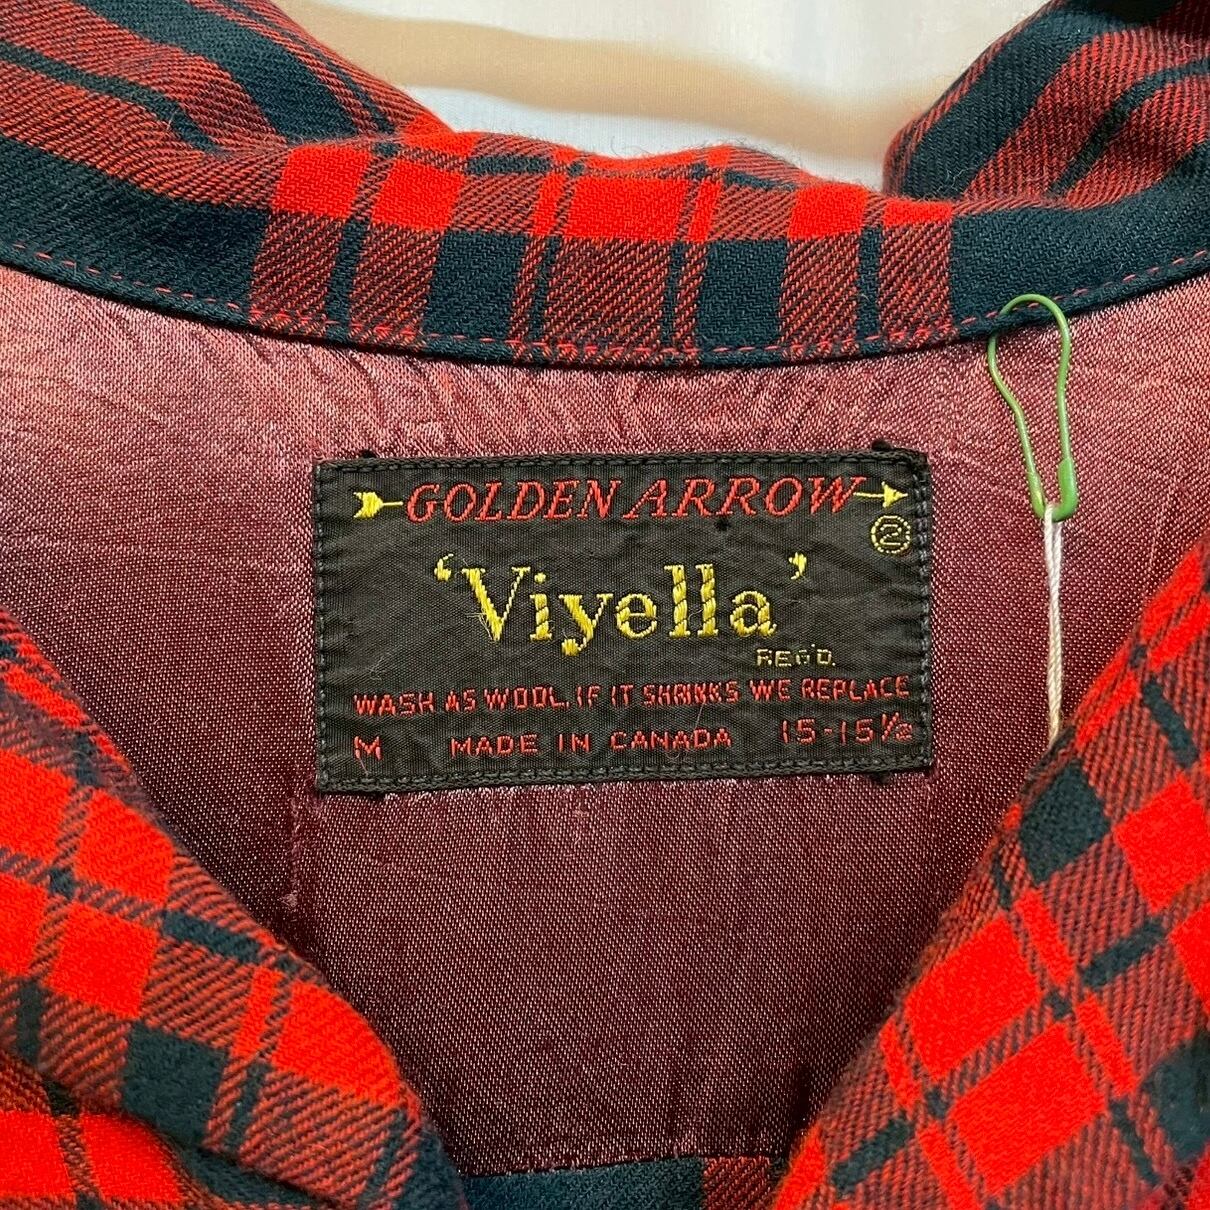 GOLDEN ARROW
2
‘Viyella’
REG'D.
WASH AS WOOL. IF IT SHRINKS WE REPLACE
M MADE IN CANADA 15-15½